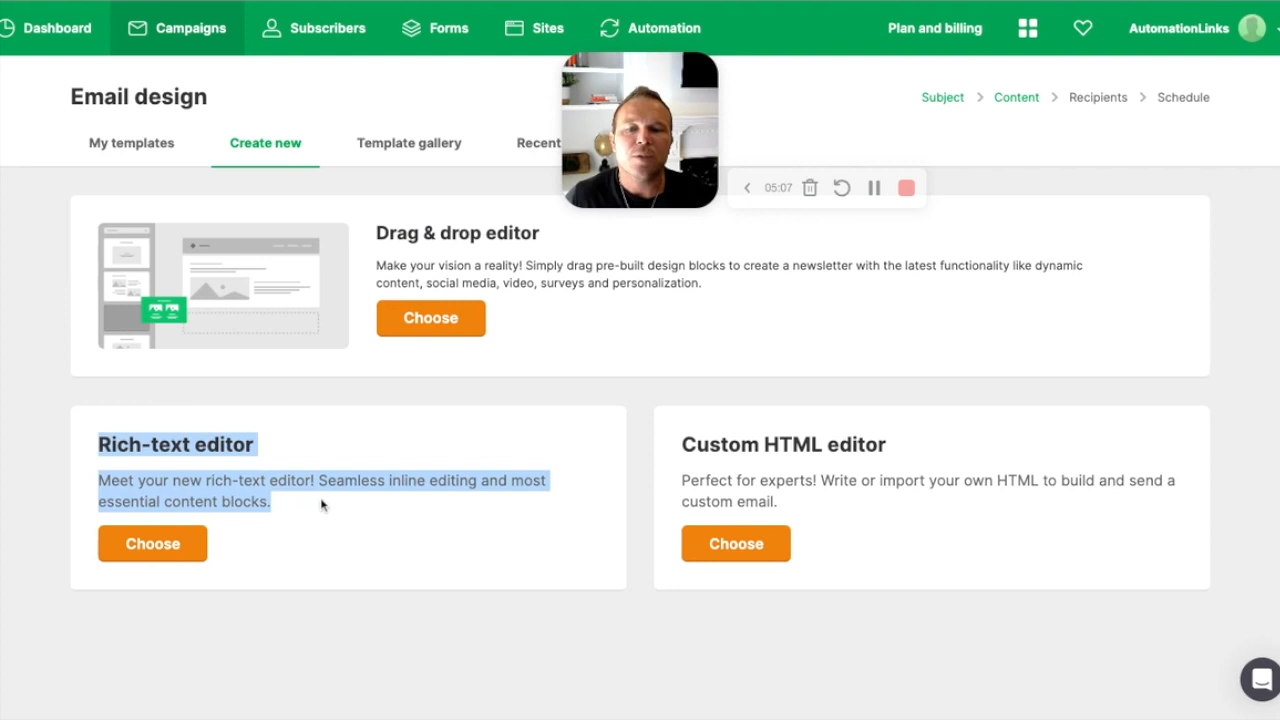 Dashboard
Campaigns
Subscribers
Forms
Sites
Automation
Plan and billing
AutomationLinks
Email design
Subject
Content
Recipients
Schedule
My templates
Create new
Template gallery
Recent
05:07
Drag & drop editor
Make your vision a reality! Simply drag pre-built design blocks to create a newsletter with the latest functionality like dynamic
content, social media, video, surveys and personalization.
Choose
Rich-text editor
Meet your new rich-text editor! Seamless inline editing and most
essential content blocks.
Choose
Custom HTML editor
Perfect for experts! Write or import your own HTML to build and send a
custom email.
Choose